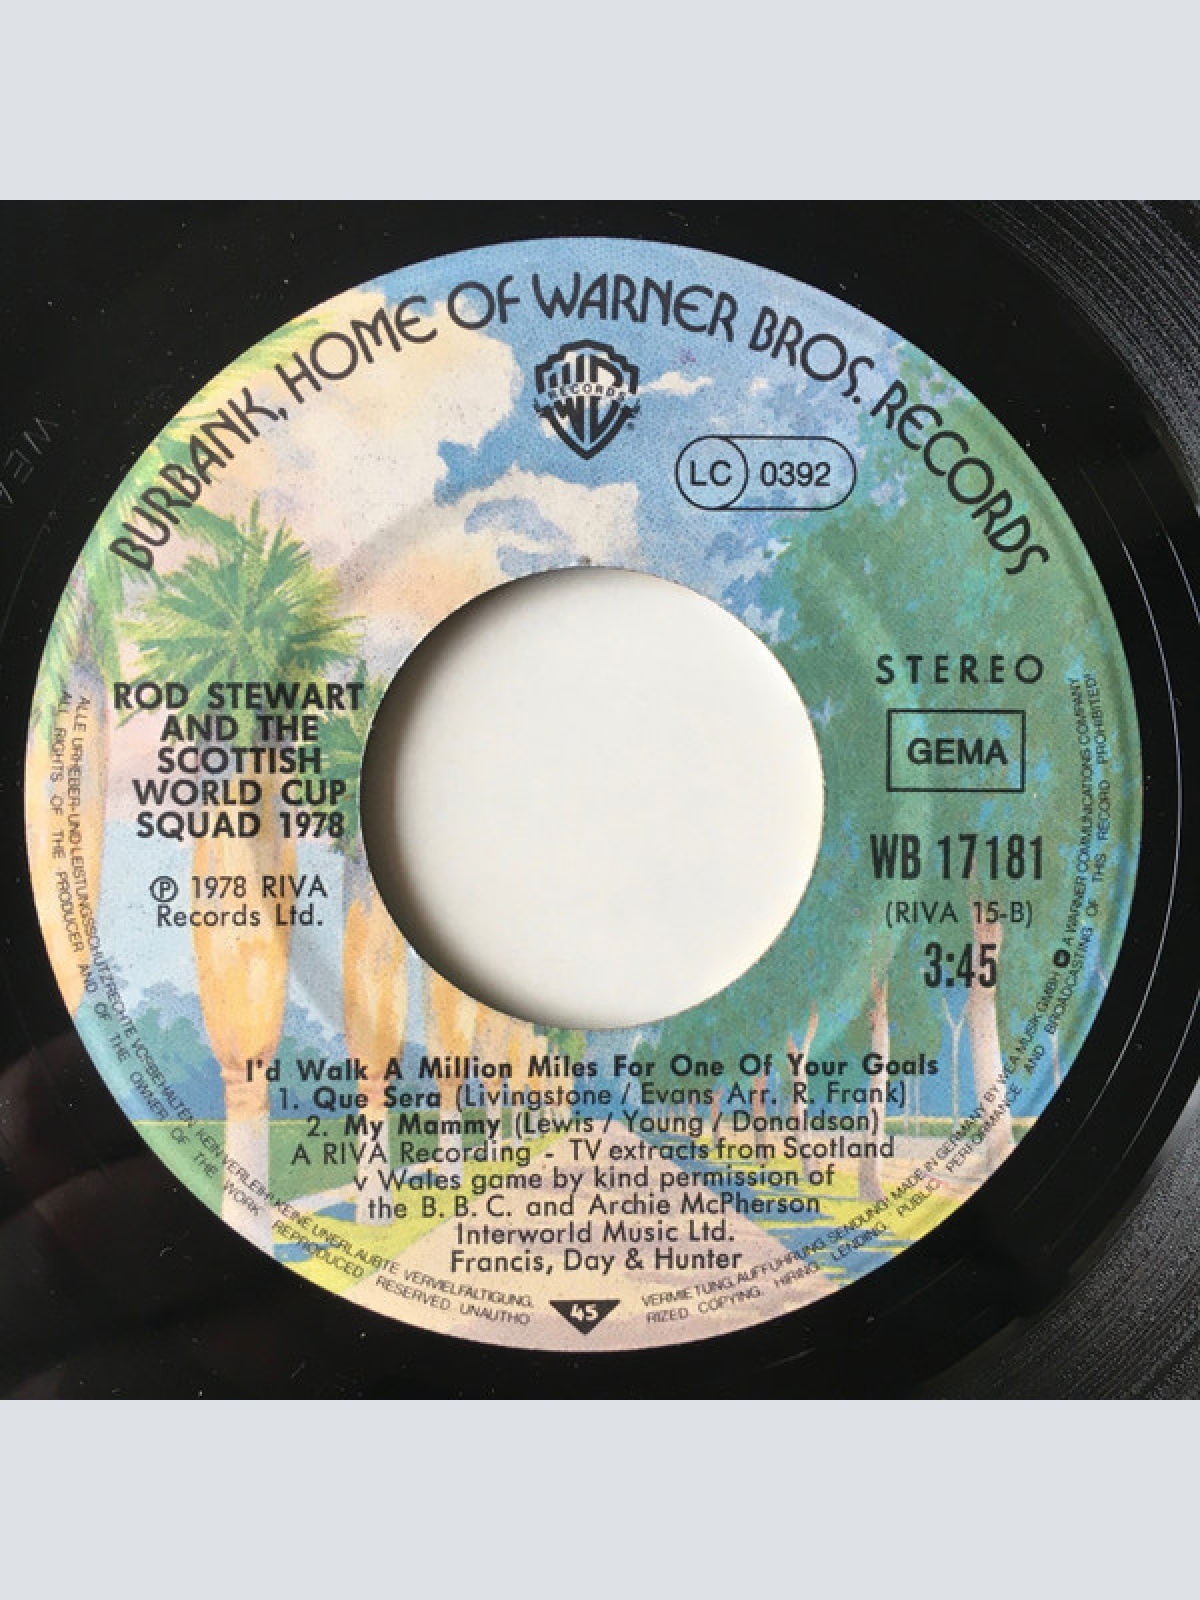 BURBANK, HOME OF WARNER BROS. RECORDS
WB
RECORDS
LC 0392
STEREO
GEMA
ROD STEWART
AND THE
SCOTTISH
WORLD CUP
SQUAD 1978
℗ 1978 RIVA
Records Ltd.
WB 17181
(RIVA 15-B)
3:45
I'd Walk A Million Miles For One Of Your Goals
1. Que Sera (Livingstone / Evans Arr. R. Frank)
2. My Mammy (Lewis / Young / Donaldson)
A RIVA Recording - TV extracts from Scotland
v Wales game by kind permission of
the B. B. C. and Archie McPherson
Interworld Music Ltd.
Francis, Day & Hunter
45
ALLE URHEBER- UND LEISTUNGSSCHUTZRECHTE VORBEHALTEN KEIN VERLEIH! KEINE UNERLAUBTE VERVIELFÄLTIGUNG,
VERMIETUNG, AUFFÜHRUNG, SENDUNG! MADE IN GERMANY BY WEA MUSIK GMBH A WARNER COMMUNICATIONS COMPANY
ALL RIGHTS OF THE PRODUCER AND OF THE OWNER OF THE WORK REPRODUCED RESERVED. UNAUTHO
RIZED COPYING, HIRING, LENDING, PUBLIC PERFORMANCE AND BROADCASTING OF THIS RECORD PROHIBITED!